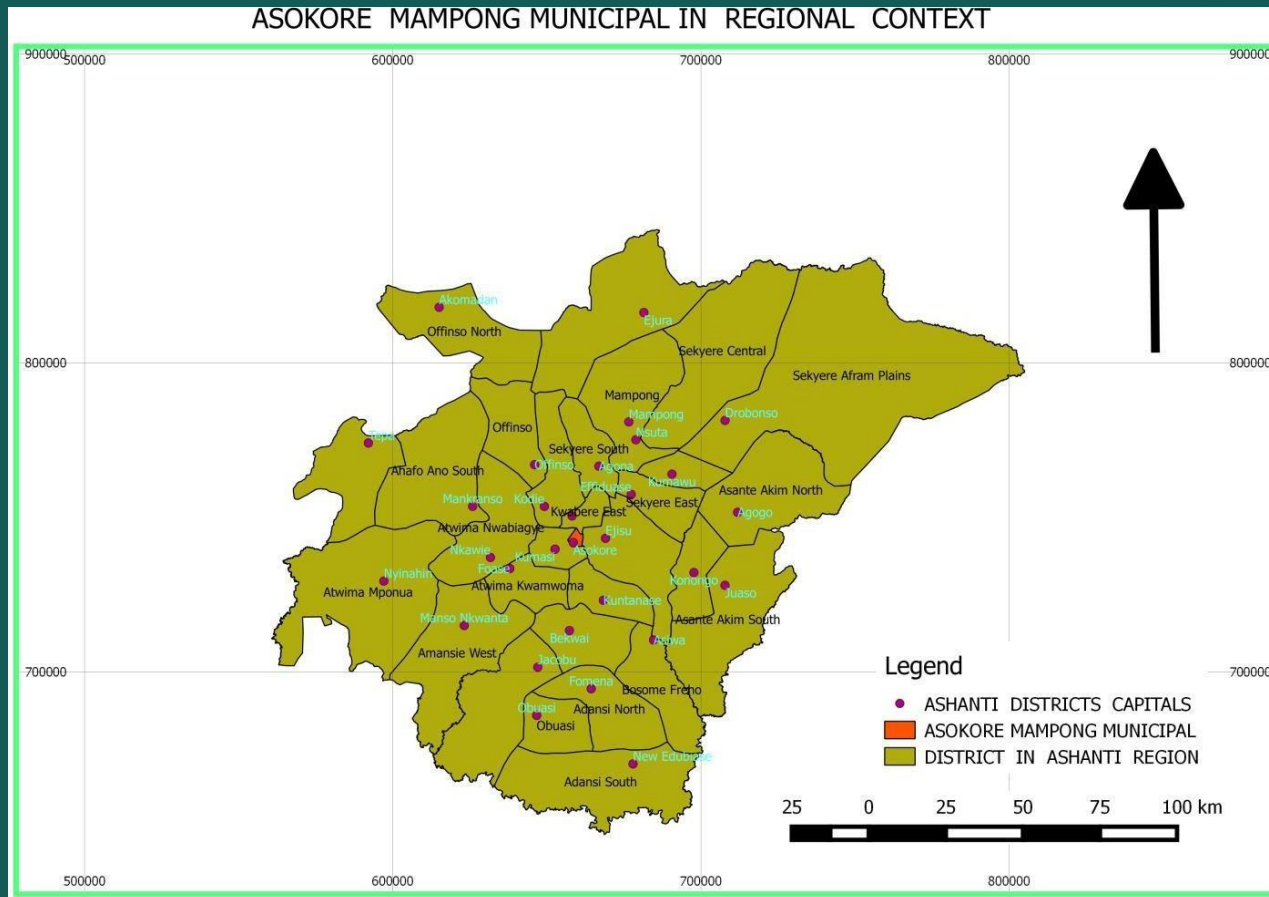 ASOKORE MAMPONG MUNICIPAL IN REGIONAL CONTEXT
900000
500000
600000
700000
800000
900000
Akomadan
Offinso North
Ejura
Sekyere Central
800000
800000
Sekyere Afram Plains
Mampong
Mampong
Drobonso
Nsuta
Tepa
Offinso
Sekyere South
Offinso
Agona
Ahafo Ano South
Kumawu
Effiduase
Asante Akim North
Mankranso
Kodie
Sekyere East
Kwabere East
Agogo
Atwima Nwabiagye
Ejisu
Nkawie
Kumasi
Asokore
Foase
Nyinahin
Atwima Kwamwoma
Konongo
Atwima Mponua
Juaso
Kuntanase
Manso Nkwanta
Asante Akim South
Bekwai
Asiwa
Amansie West
Jacobu
700000
700000
Fomena
Bosome Freho
Adansi North
Obuasi
Obuasi
New Edubiase
Adansi South
Legend
ASHANTI DISTRICTS CAPITALS
ASOKORE MAMPONG MUNICIPAL
DISTRICT IN ASHANTI REGION
25 0 25 50 75 100 km
500000
600000
700000
800000